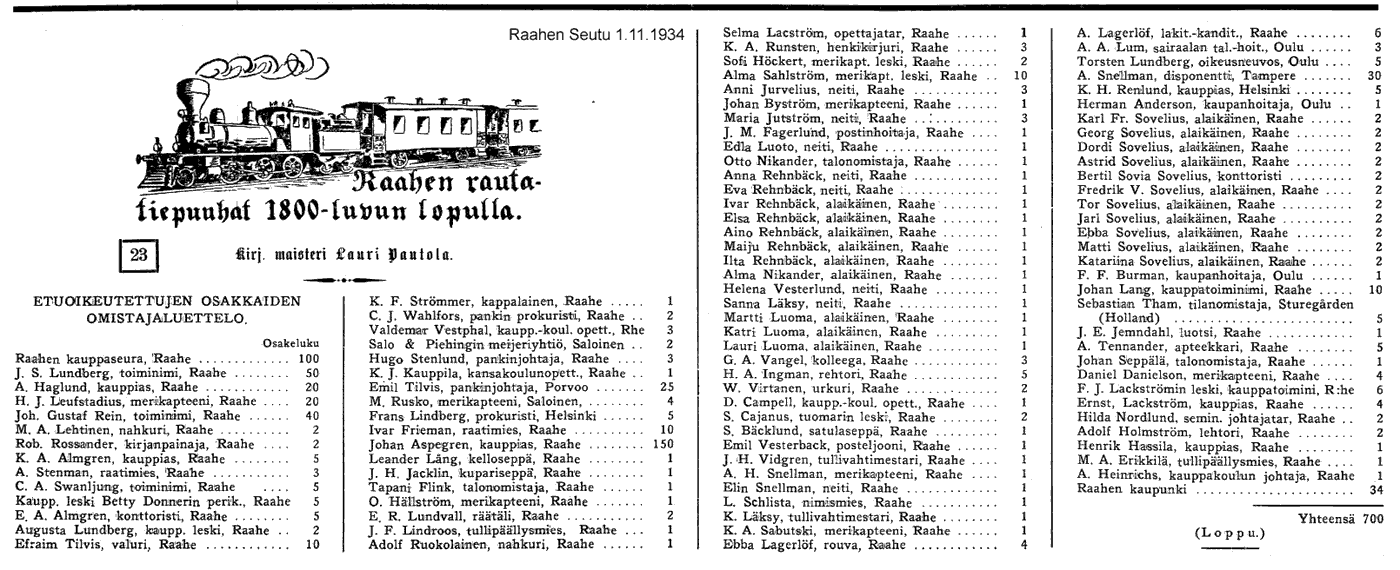 Raahen Seutu 1.11.1934
Raahen rauta-
tiepuuhat 1800-luvun lopulla.
23
Kirj. maisteri Lauri Pantola.
ETUOIKEUTETTUJEN OSAKKAIDEN
OMISTAJALUETTELO.
Osakeluku
Raahen kauppaseura, Raahe ............ 100
J. S. Lundberg, toiminimi, Raahe ........ 50
A. Haglund, kauppias, Raahe ............ 20
H. J. Leufstadius, merikapteeni, Raahe .... 20
Joh. Gustaf Rein, toiminimi, Raahe ...... 40
M. A. Lehtinen, nahkuri, Raahe .......... 2
Rob. Rossander, kirjanpainaja, Raahe ...... 2
K. A. Almgren, kauppias, Raahe .......... 5
A. Stenman, raatimies, Raahe ............ 3
C. A. Swanljung, toiminimi, Raahe .... 5
Kaupp. leski Betty Donnerin perik., Raahe 5
E. A. Almgren, konttoristi, Raahe ........ 5
Augusta Lundberg, kaupp. leski, Raahe .. 2
Efraim Tilvis, valuri, Raahe ............ 10
K. F. Strömmer, kappalainen, Raahe ..... 1
C. J. Wahlfors, pankin prokuristi, Raahe .. 2
Valdemar Westphal, kaupp.-koul. opett., Rhe 3
Salo & Piehingin meijeriyhtiö, Saloinen .. 2
Hugo Stenlund, pankinjohtaja, Raahe .... 3
K. J. Kauppila, kansakoulunopett., Raahe .. 1
Emil Tilvis, pankinjohtaja, Porvoo ...... 25
M. Rusko, merikapteeni, Saloinen, ....... 4
Frans Lindberg, prokuristi, Helsinki ..... 5
Ivar Frieman, raatimies, Raahe ......... 10
Johan Aspegren, kauppias, Raahe ....... 150
Leander Lång, kelloseppä, Raahe ....... 1
J. H. Jacklin, kupariseppä, Raahe ....... 1
Tapani Flink, talonomistaja, Raahe ...... 1
O. Hällström, merikapteeni, Raahe ...... 1
E. R. Lundvall, räätäli, Raahe .......... 2
J. F. Lindroos, tullipäällysmies, Raahe .... 1
Adolf Ruokolainen, nahkuri, Raahe ...... 1
Selma Lacström, opettajatar, Raahe ...... 1
K. A. Runsten, henkikirjuri, Raahe ...... 3
Sofi Höckert, merikapt. leski, Raahe ...... 2
Alma Sahlström, merikapt. leski, Raahe .. 10
Anni Jurvelius, neiti, Raahe ............ 3
Johan Byström, merikapteeni, Raahe ...... 1
Maria Jutström, neiti, Raahe ............ 3
J. M. Fagerlund, postinhoitaja, Raahe .... 1
Edla Luoto, neiti, Raahe ............... 1
Otto Nikander, talonomistaja, Raahe ...... 1
Anna Rehnbäck, neiti, Raahe ............ 1
Eva Rehnbäck, neiti, Raahe ............. 1
Ivar Rehnbäck, alaikäinen, Raahe ........ 1
Elsa Rehnbäck, alaikäinen, Raahe ........ 1
Aino Rehnbäck, alaikäinen, Raahe ........ 1
Maiju Rehnbäck, alaikäinen, Raahe ...... 1
Ilta Rehnbäck, alaikäinen, Raahe ........ 1
Alma Nikander, alaikäinen, Raahe ........ 1
Helena Vesterlund, neiti, Raahe .......... 1
Sanna Läksy, neiti, Raahe .............. 1
Martti Luoma, alaikäinen, Raahe ........ 1
Katri Luoma, alaikäinen, Raahe .......... 1
Lauri Luoma, alaikäinen, Raahe .......... 1
G. A. Vangel, kolleega, Raahe .......... 3
H. A. Ingman, rehtori, Raahe ............ 5
W. Virtanen, urkuri, Raahe ............. 2
D. Campell, kaupp.-koul. opett., Raahe .... 1
S. Cajanus, tuomarin leski, Raahe ........ 2
S. Bäcklund, satulaseppä, Raahe .......... 1
Emil Vesterback, posteljooni, Raahe ...... 1
J. H. Vidgren, tullivahtimestari, Raahe .... 1
A. H. Snellman, merikapteeni, Raahe .... 1
Elin Snellman, neiti, Raahe ............ 1
L. Schlista, nimismies, Raahe .......... 1
K. Läksy, tullivahtimestari, Raahe ........ 1
K. A. Sabutski, merikapteeni, Raahe ...... 1
Ebba Lagerlöf, rouva, Raahe ............ 4
A. Lagerlöf, lakit.-kandit., Raahe ........ 6
A. A. Lum, sairaalan tal.-hoit., Oulu ..... 3
Torsten Lundberg, oikeusneuvos, Oulu .... 5
A. Snellman, disponentti, Tampere ....... 30
K. H. Renlund, kauppias, Helsinki ....... 5
Herman Anderson, kaupanhoitaja, Oulu .. 1
Karl Fr. Sovelius, alaikäinen, Raahe ...... 2
Georg Sovelius, alaikäinen, Raahe ........ 2
Dordi Sovelius, alaikäinen, Raahe ........ 2
Astrid Sovelius, alaikäinen, Raahe ........ 2
Bertil Sovia Sovelius, konttoristi ......... 2
Fredrik V. Sovelius, alaikäinen, Raahe .... 2
Tor Sovelius, alaikäinen, Raahe .......... 2
Jarl Sovelius, alaikäinen, Raahe .......... 2
Ebba Sovelius, alaikäinen, Raahe ........ 2
Matti Sovelius, alaikäinen, Raahe ........ 2
Katariina Sovelius, alaikäinen, Raahe ..... 2
F. F. Burman, kaupanhoitaja, Oulu ...... 1
Johan Lang, kauppatoiminimi, Raahe ..... 10
Sebastian Tham, tilanomistaja, Sturegården
(Holland) ....................... 5
J. E. Jemndahl, luotsi, Raahe ........... 1
A. Tennander, apteekkari, Raahe ........ 5
Johan Seppälä, talonomistaja, Raahe ...... 1
Daniel Danielson, merikapteeni, Raahe .... 4
F. J. Lackströmin leski, kauppatoimini, R:he 6
Ernst, Lackström, kauppias, Raahe ...... 4
Hilda Nordlund, semin. johtajatar, Raahe .. 2
Adolf Holmström, lehtori, Raahe ........ 2
Henrik Hassila, kauppias, Raahe ........ 1
M. A. Erikkilä, tullipäällysmies, Raahe .... 1
A. Heinrichs, kauppakoulun johtaja, Raahe 1
Raahen kaupunki ..................... 34
Yhteensä 700
(Loppu.)